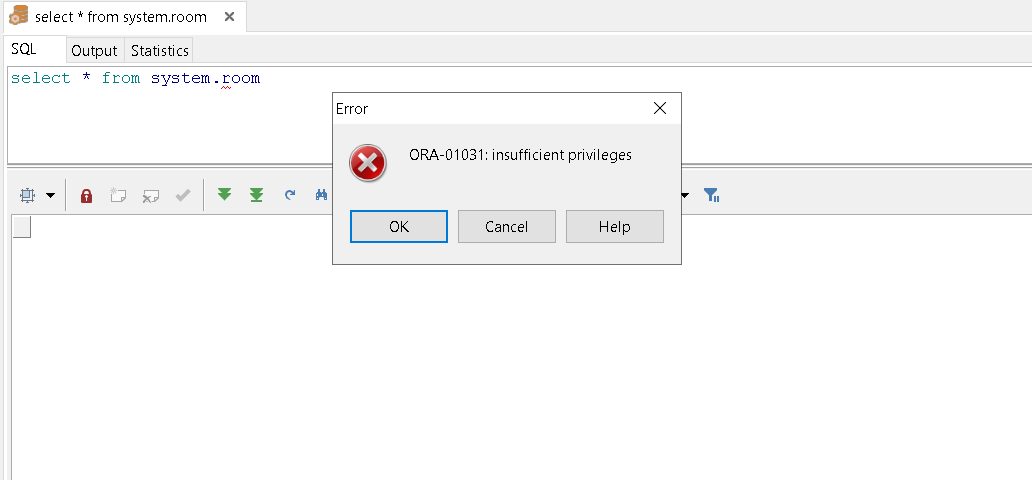 select * from system.room
SQL
Output
Statistics
select * from system.room
Error
ORA-01031: insufficient privileges
OK
Cancel
Help